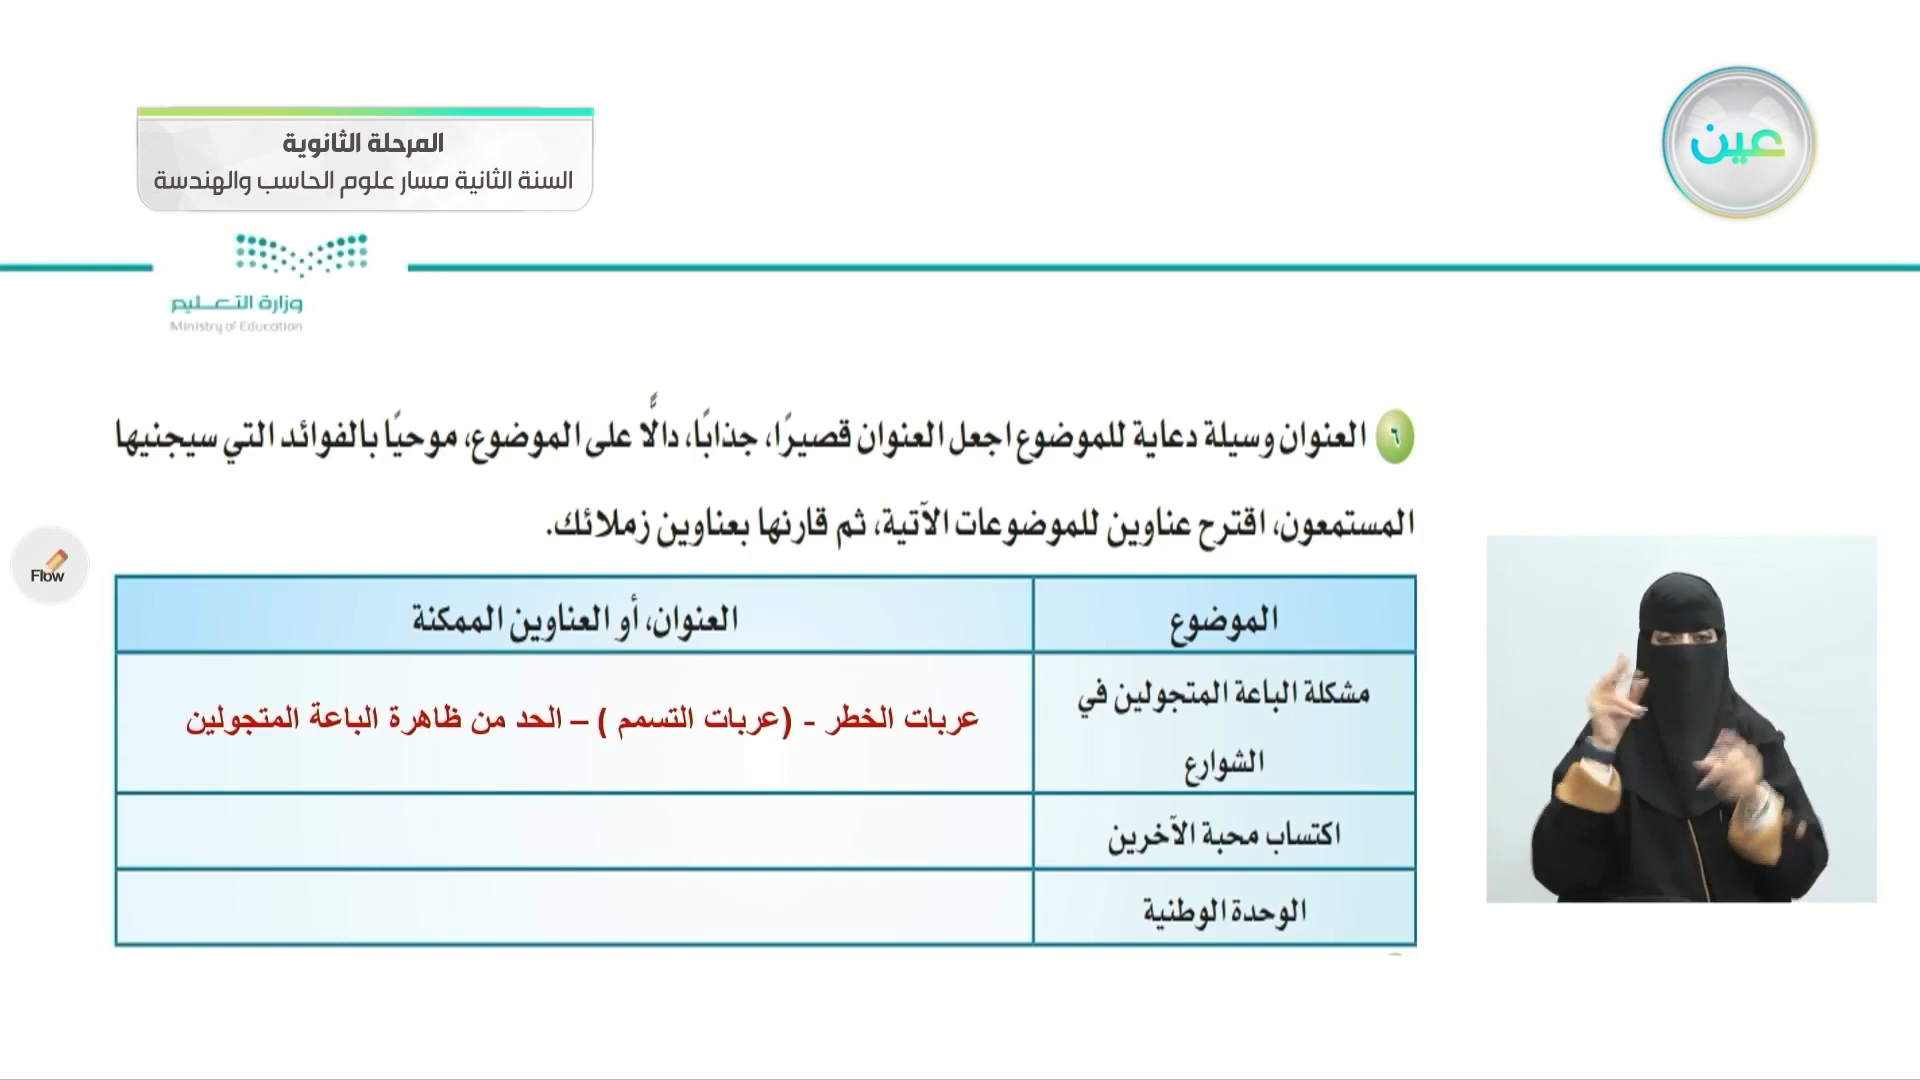 المرحلة الثانوية
السنة الثانية مسار علوم الحاسب والهندسة
عين
وزارة التعليم
Ministry of Education
٦ العنوان وسيلة دعاية للموضوع اجعل العنوان قصيرًا، جذابًا، دالًّا على الموضوع، موحيًا بالفوائد التي سيجنيها
المستمعون، اقترح عناوين للموضوعات الآتية، ثم قارنها بعناوين زملائك.
Flow
الموضوع
العنوان، أو العناوين الممكنة
مشكلة الباعة المتجولين في
الشوارع
عربات الخطر - (عربات التسمم ) – الحد من ظاهرة الباعة المتجولين
اكتساب محبة الآخرين
الوحدة الوطنية